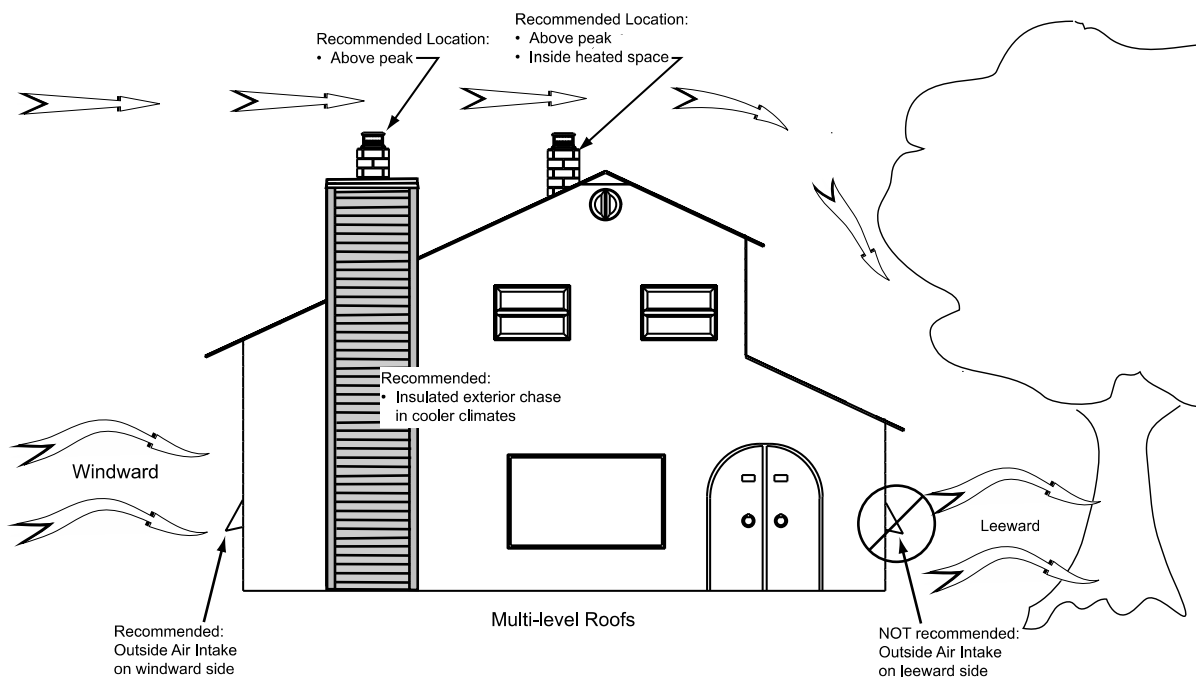 Recommended Location:
• Above peak
Recommended Location:
• Above peak
• Inside heated space
Recommended:
• Insulated exterior chase
in cooler climates
Windward
Leeward
Multi-level Roofs
Recommended:
Outside Air Intake
on windward side
NOT recommended:
Outside Air Intake
on leeward side